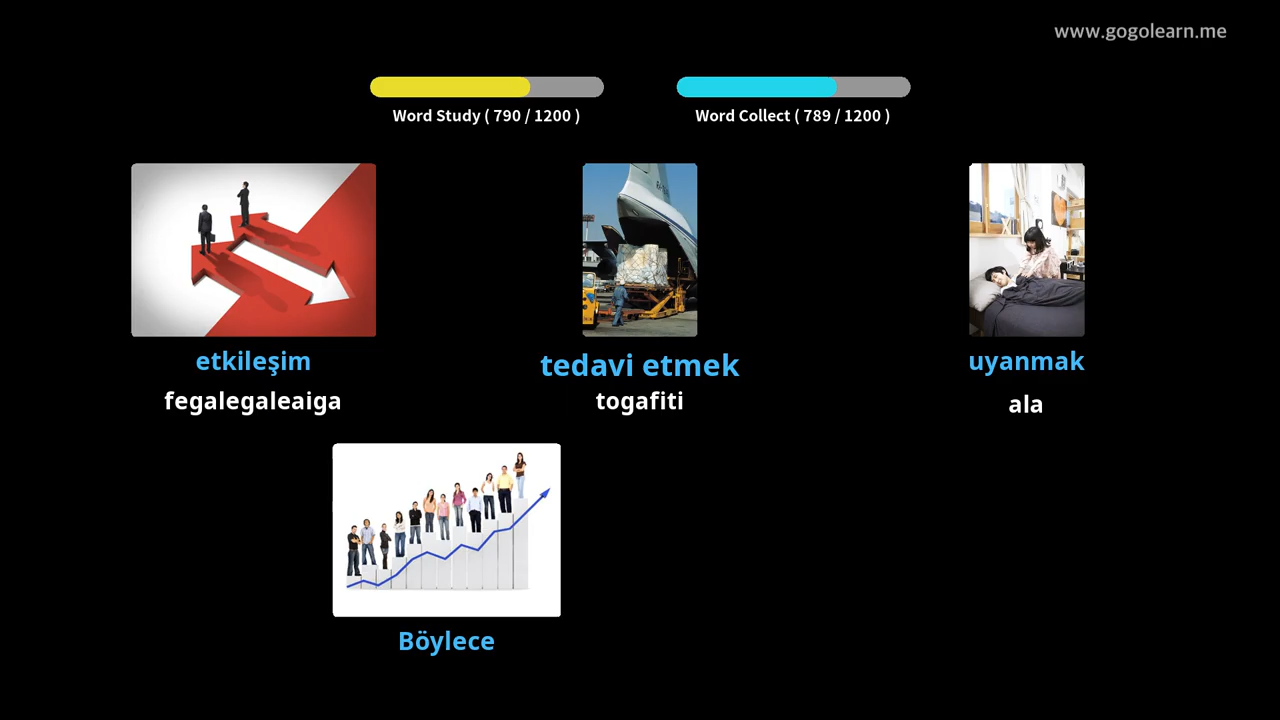 www.gogolearn.me
Word Study ( 790 / 1200 )
Word Collect ( 789 / 1200 )
etkileşim
tedavi etmek
uyanmak
fegalegaleaiga
togafiti
ala
Böylece